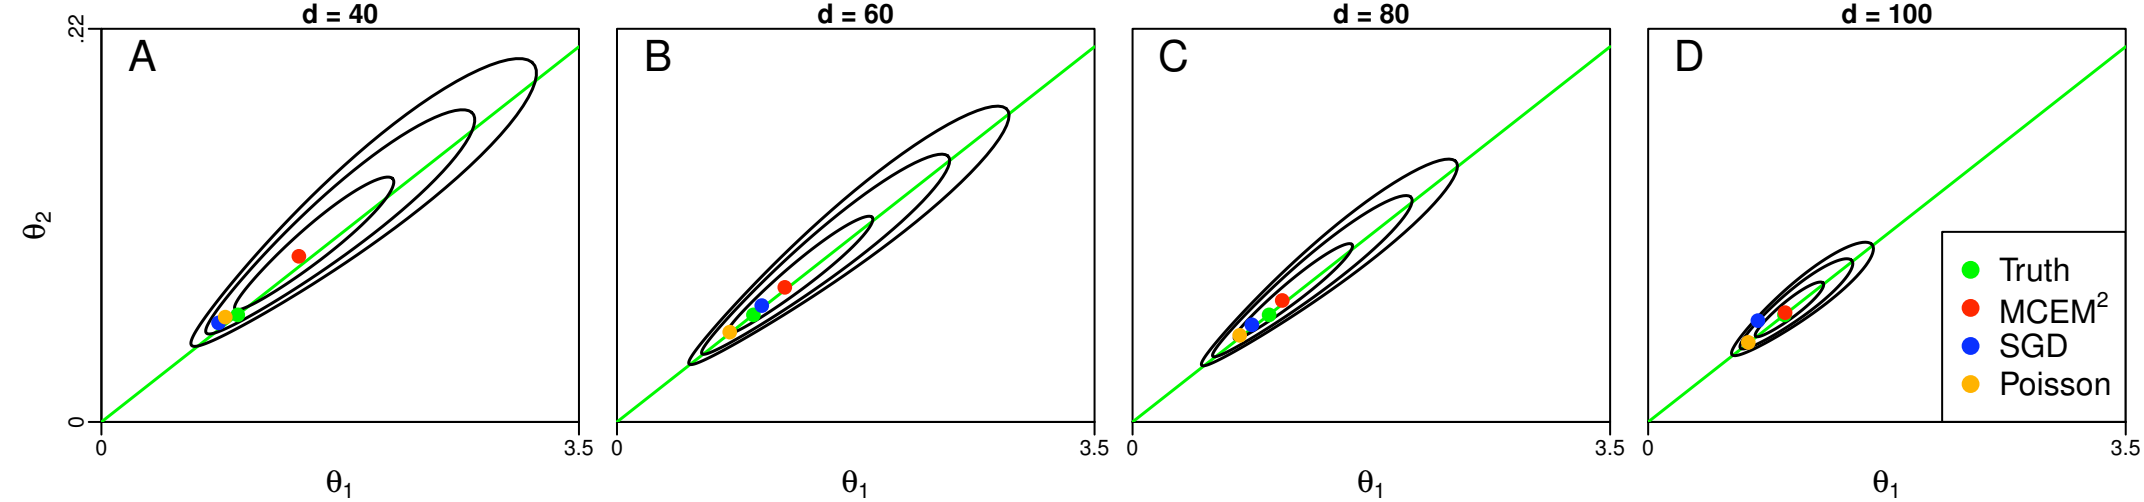 d = 40
d = 60
d = 80
d = 100
A
B
C
D
.22
θ2
0
0
3.5
0
3.5
0
3.5
0
3.5
θ1
θ1
θ1
θ1
Truth
MCEM²
SGD
Poisson